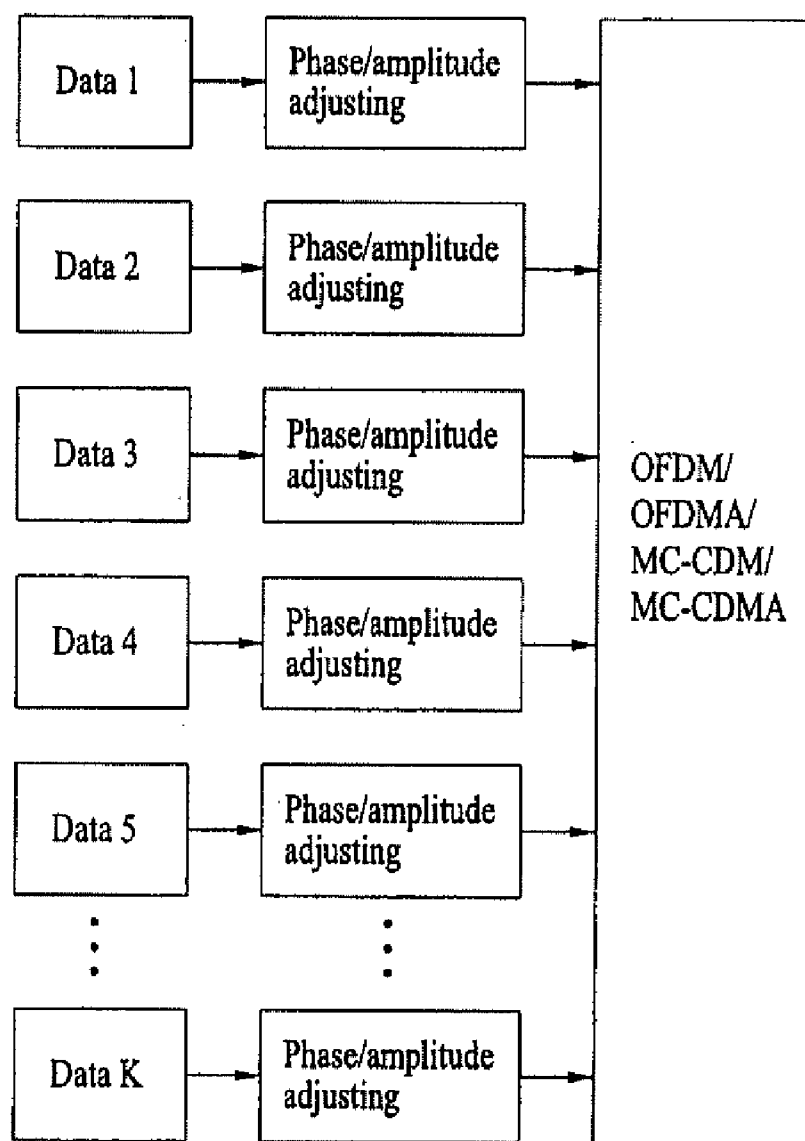 Data 1
Phase/amplitude
adjusting
Data 2
Phase/amplitude
adjusting
Data 3
Phase/amplitude
adjusting
OFDM/
OFDMA/
MC-CDM/
MC-CDMA
Data 4
Phase/amplitude
adjusting
Data 5
Phase/amplitude
adjusting
Data K
Phase/amplitude
adjusting